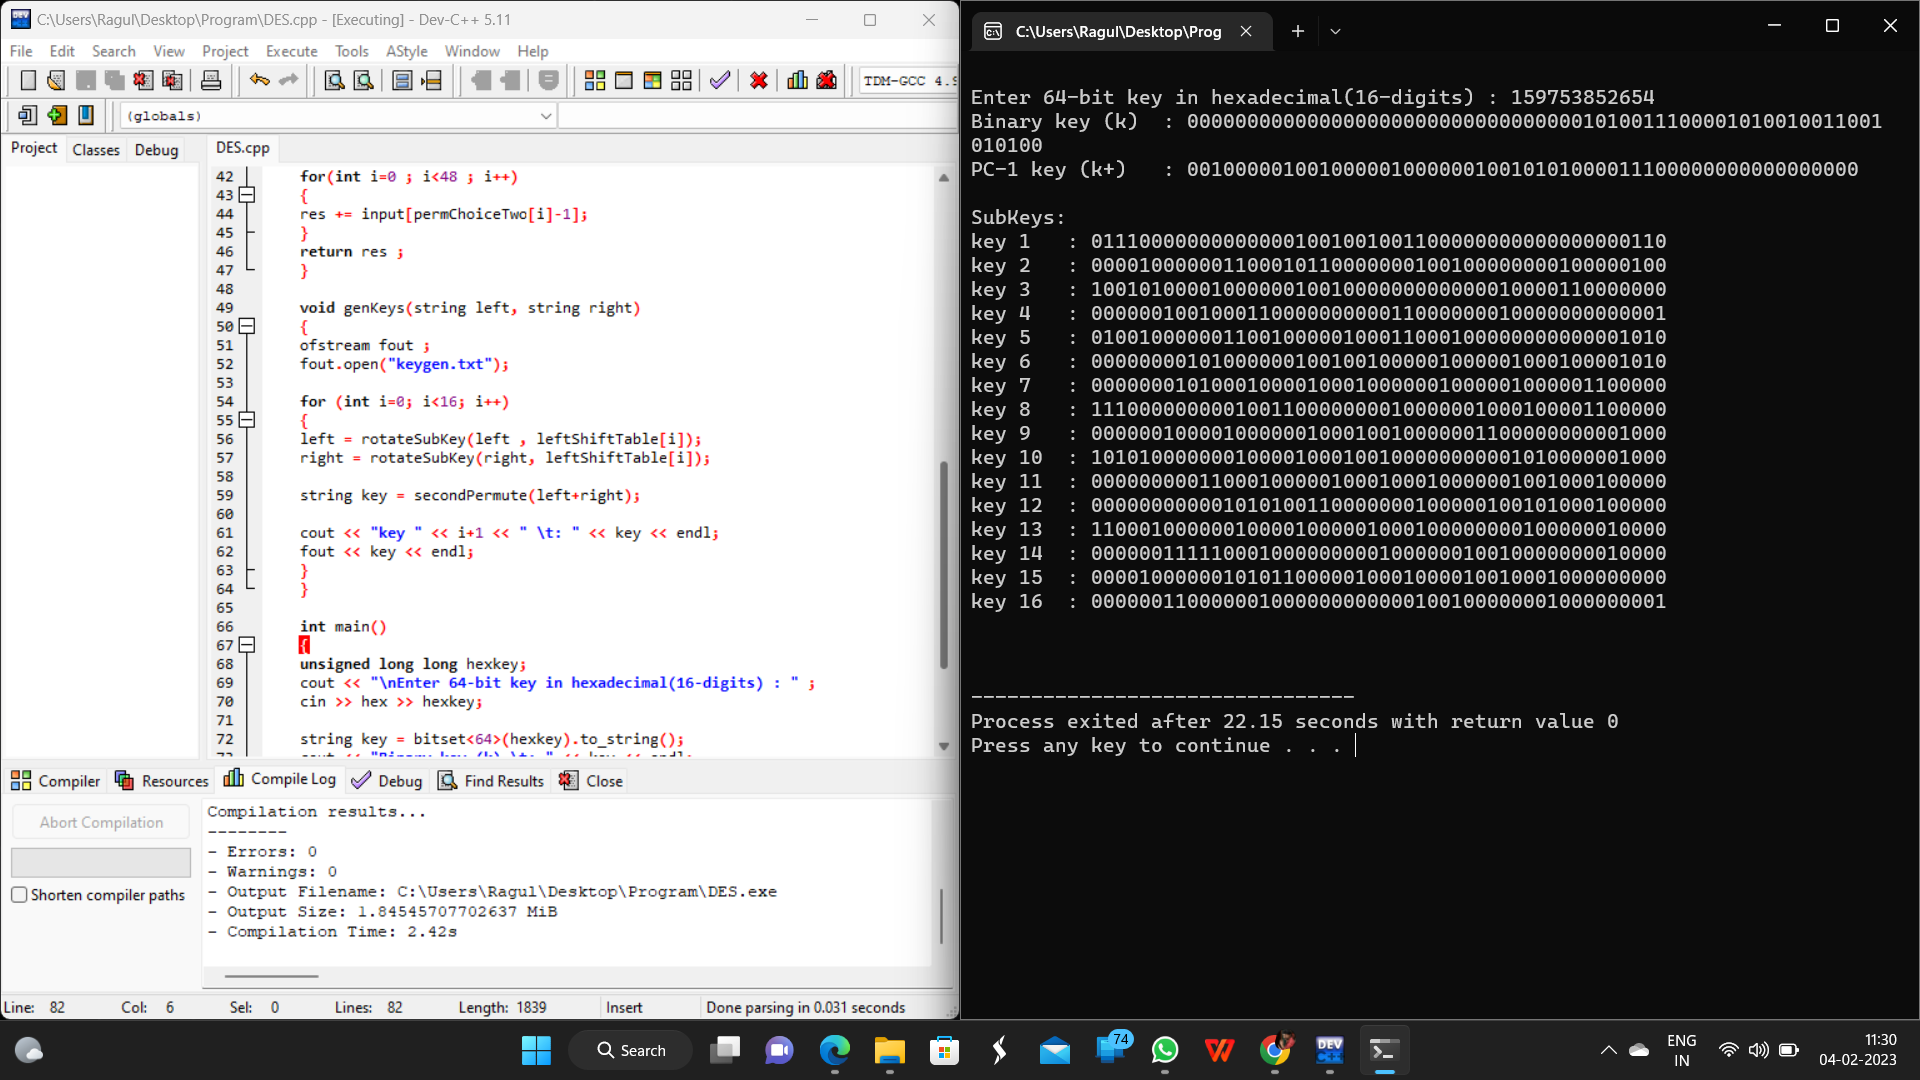 C:\Users\Ragul\Desktop\Program\DES.cpp - [Executing] - Dev-C++ 5.11
File Edit Search View Project Execute Tools AStyle Window Help
TDM-GCC 4.9
(globals)
Project Classes Debug
DES.cpp
42 for(int i=0 ; i<48 ; i++)
43 {
44 res += input[permChoiceTwo[i]-1];
45 }
46 return res ;
47 }
48
49 void genKeys(string left, string right)
50 {
51 ofstream fout ;
52 fout.open("keygen.txt");
53
54 for (int i=0; i<16; i++)
55 {
56 left = rotateSubKey(left , leftShiftTable[i]);
57 right = rotateSubKey(right, leftShiftTable[i]);
58
59 string key = secondPermute(left+right);
60
61 cout << "key " << i+1 << " \t: " << key << endl;
62 fout << key << endl;
63 }
64 }
65
66 int main()
67 {
68 unsigned long long hexkey;
69 cout << "\nEnter 64-bit key in hexadecimal(16-digits) : " ;
70 cin >> hex >> hexkey;
71
72 string key = bitset<64>(hexkey).to_string();
Compiler Resources Compile Log Debug Find Results Close
Abort Compilation
Shorten compiler paths
Compilation results...
--------
- Errors: 0
- Warnings: 0
- Output Filename: C:\Users\Ragul\Desktop\Program\DES.exe
- Output Size: 1.84545707702637 MiB
- Compilation Time: 2.42s
Line: 82 Col: 6 Sel: 0 Lines: 82 Length: 1839 Insert Done parsing in 0.031 seconds
C:\Users\Ragul\Desktop\Prog
Enter 64-bit key in hexadecimal(16-digits) : 159753852654
Binary key (k) : 0000000000000000000000000000000001010011100001010010011001
010100
PC-1 key (k+) : 00100000100100000100000010010101000011100000000000000000
SubKeys:
key 1 : 011100000000000001001001001100000000000000000110
key 2 : 000010000001100010110000000100100000000100000100
key 3 : 100101000010000001001000000000000010000110000000
key 4 : 000000100100011000000000001100000000100000000001
key 5 : 010010000001100100000100011000100000000000001010
key 6 : 000000001010000001001001000001000001000100001010
key 7 : 000000010100010000100010000001000001000001100000
key 8 : 111000000000100110000000010000001000100001100000
key 9 : 000000100001000000100010010000001100000000001000
key 10 : 101010000000100001000100100000000001010000001000
key 11 : 000000000110001000001000100010000001001000100000
key 12 : 000000000001010100110000000100000100101000100000
key 13 : 110001000000100001000001000100000000100000010000
key 14 : 000000111110001000000000100000010010000000010000
key 15 : 000010000001010110000010001000010010001000000000
key 16 : 000000110000001000000000000100100000001000000001
--------------------------------
Process exited after 22.15 seconds with return value 0
Press any key to continue . . .
Search
74
DEV
ENG
IN
11:30
04-02-2023